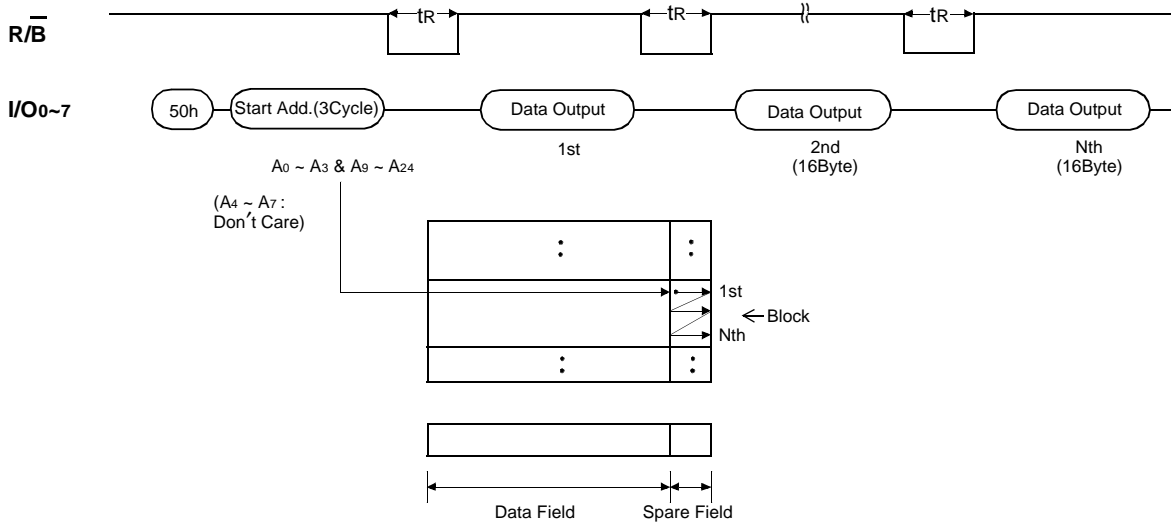 R/B
tR
tR
tR
I/O0~7
50h
Start Add.(3Cycle)
Data Output
Data Output
Data Output
1st
2nd
(16Byte)
Nth
(16Byte)
A0 ~ A3 & A9 ~ A24
(A4 ~ A7 :
Don't Care)
1st
Block
Nth
Data Field
Spare Field